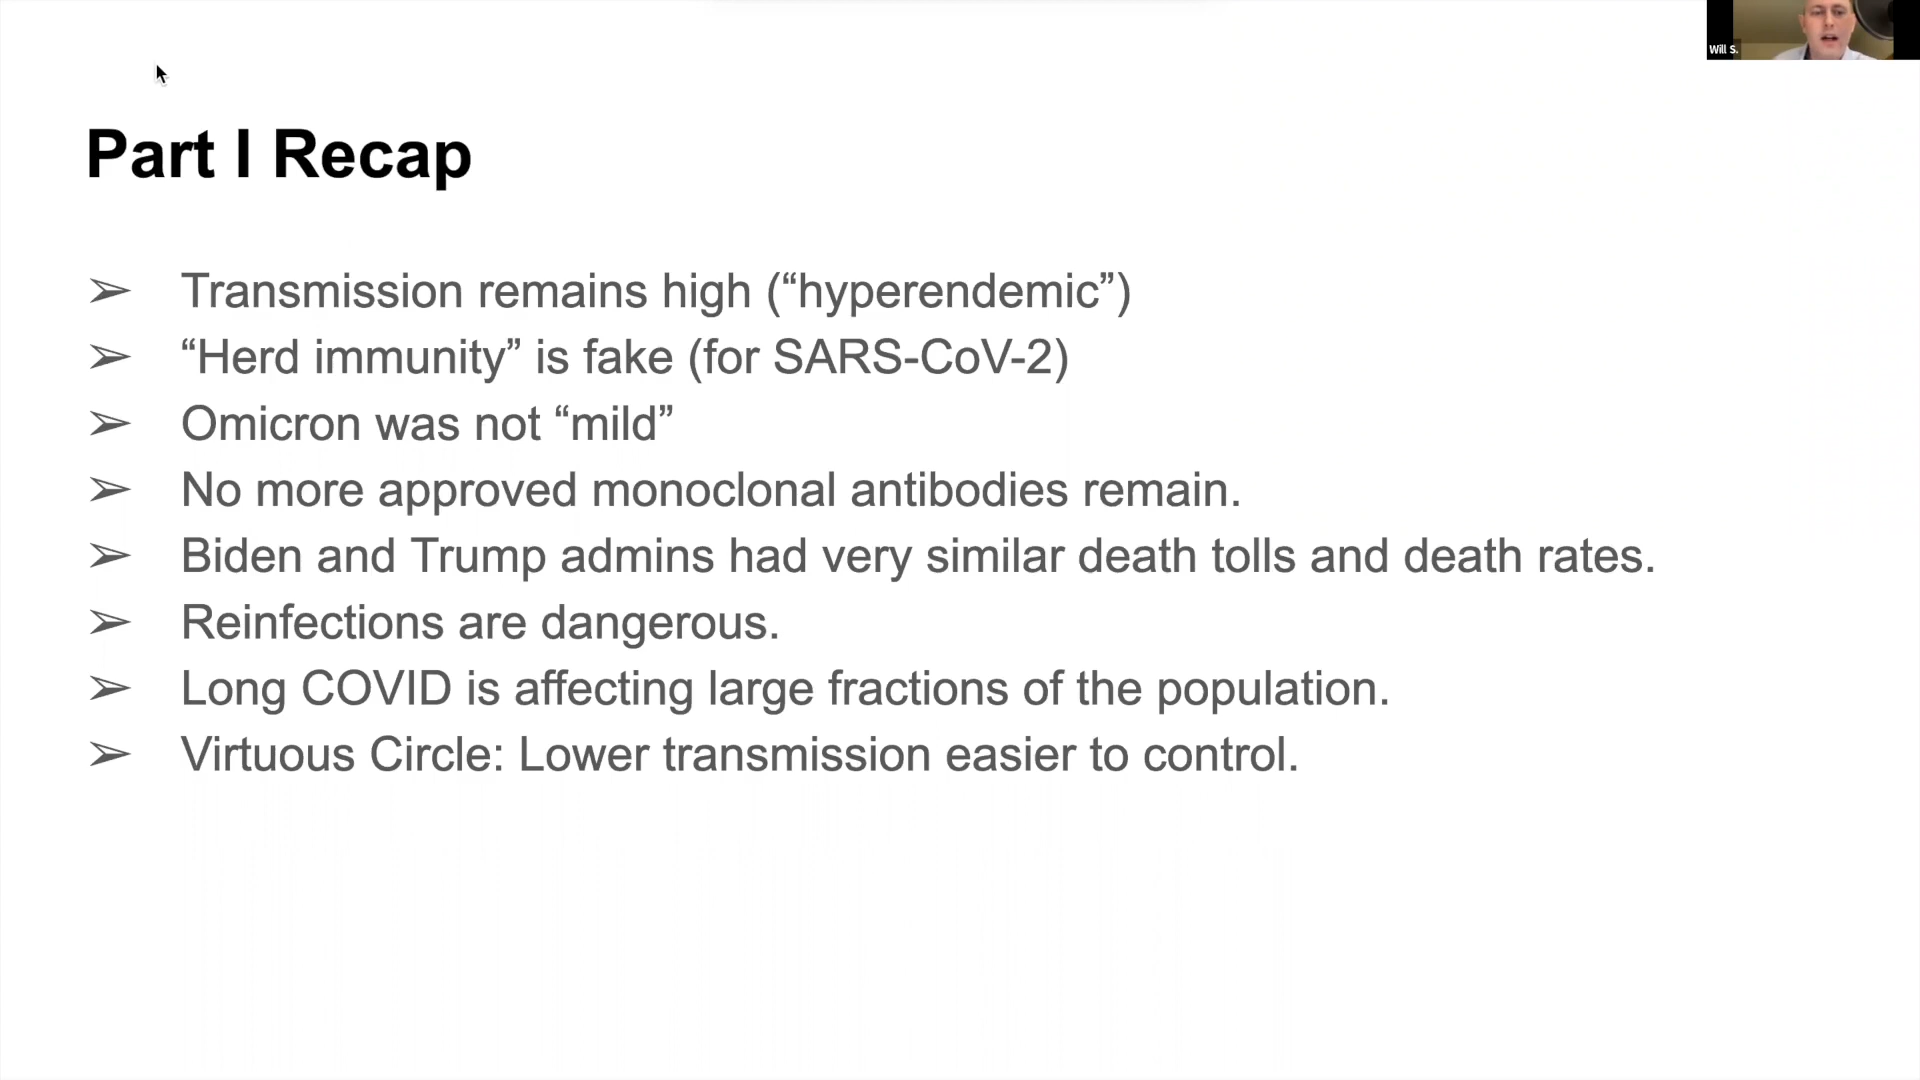 Will S.
Part I Recap
➢ Transmission remains high (“hyperendemic”)
➢ “Herd immunity” is fake (for SARS-CoV-2)
➢ Omicron was not “mild”
➢ No more approved monoclonal antibodies remain.
➢ Biden and Trump admins had very similar death tolls and death rates.
➢ Reinfections are dangerous.
➢ Long COVID is affecting large fractions of the population.
➢ Virtuous Circle: Lower transmission easier to control.